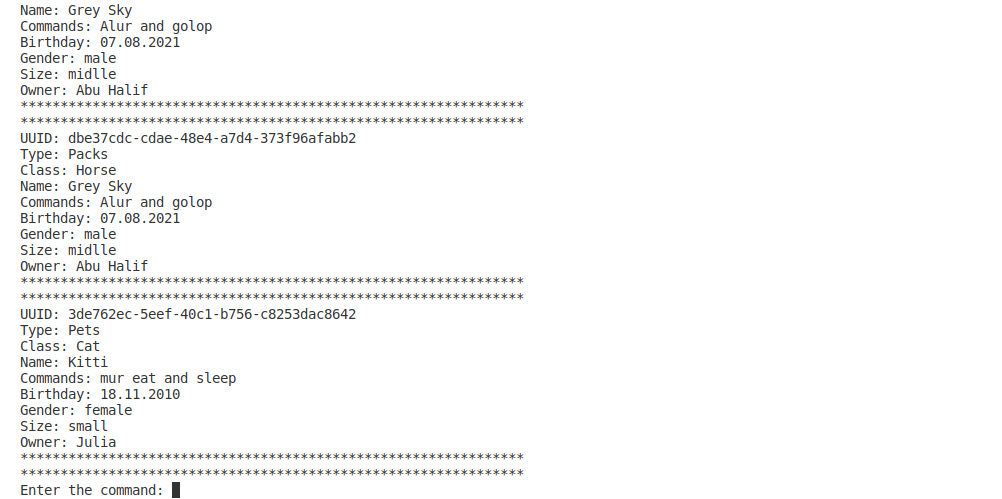 Name: Grey Sky
Commands: Alur and golop
Birthday: 07.08.2021
Gender: male
Size: midlle
Owner: Abu Halif
***************************************************************
***************************************************************
UUID: dbe37cdc-cdae-48e4-a7d4-373f96afabb2
Type: Packs
Class: Horse
Name: Grey Sky
Commands: Alur and golop
Birthday: 07.08.2021
Gender: male
Size: midlle
Owner: Abu Halif
***************************************************************
***************************************************************
UUID: 3de762ec-5eef-40c1-b756-c8253dac8642
Type: Pets
Class: Cat
Name: Kitti
Commands: mur eat and sleep
Birthday: 18.11.2010
Gender: female
Size: small
Owner: Julia
***************************************************************
***************************************************************
Enter the command: